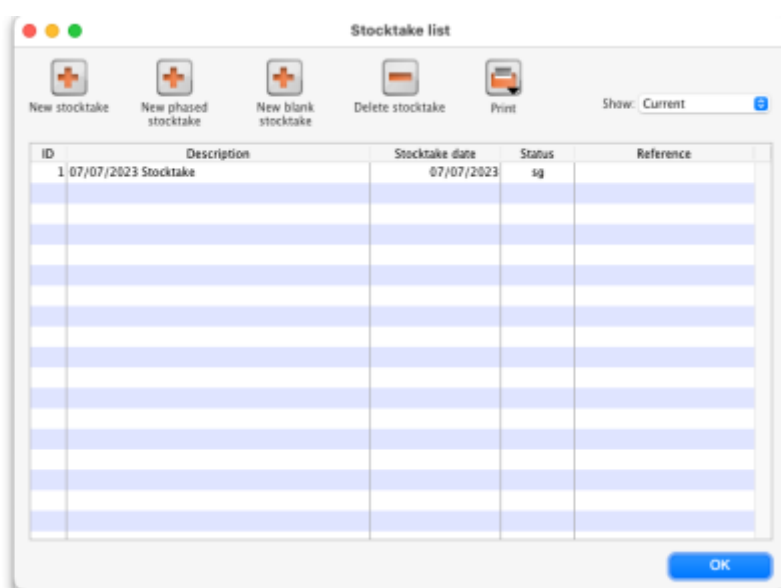 Stocktake list
New stocktake
New phased stocktake
New blank stocktake
Delete stocktake
Print
Show: Current
ID Description Stocktake date Status Reference
1 07/07/2023 Stocktake 07/07/2023 sg
OK